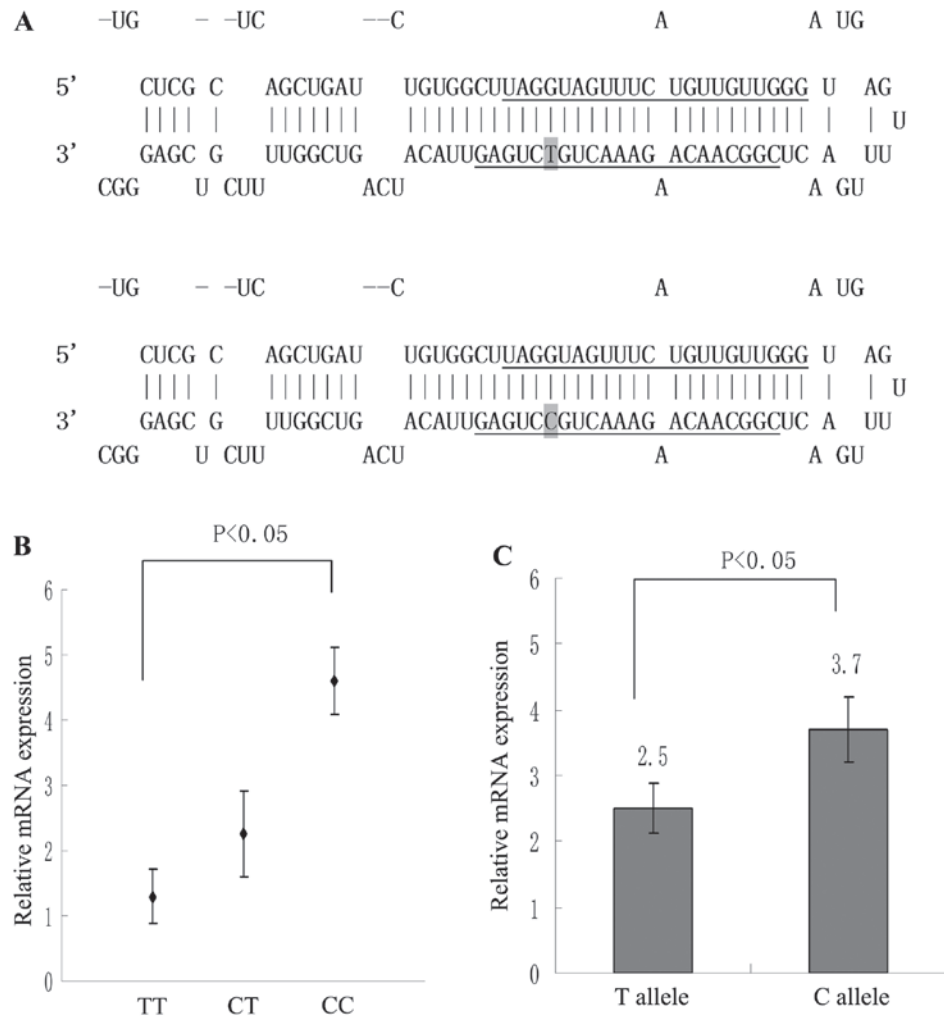 A -UG - -UC --C A A UG
5' CUCG C AGCUGAU UGUGGCUUAGGUAGUUUC UGUUGUUGGG U AG
|||| | ||||||| |||||||||||||||||| |||||||||| | | U
3' GAGC G UUGGCUG ACAUUGAGUCTGUCAAAG ACAACGGCUC A UU
CGG U CUU ACU A A GU
-UG - -UC --C A A UG
5' CUCG C AGCUGAU UGUGGCUUAGGUAGUUUC UGUUGUUGGG U AG
|||| | ||||||| |||||||||||||||||| |||||||||| | | U
3' GAGC G UUGGCUG ACAUUGAGUCCGUCAAAG ACAACGGCUC A UU
CGG U CUU ACU A A GU
B
P<0.05
Relative mRNA expression
6
5
4
3
2
1
0
TT CT CC
C
P<0.05
Relative mRNA expression
6
5
4
3
2
1
0
2.5
3.7
T allele C allele